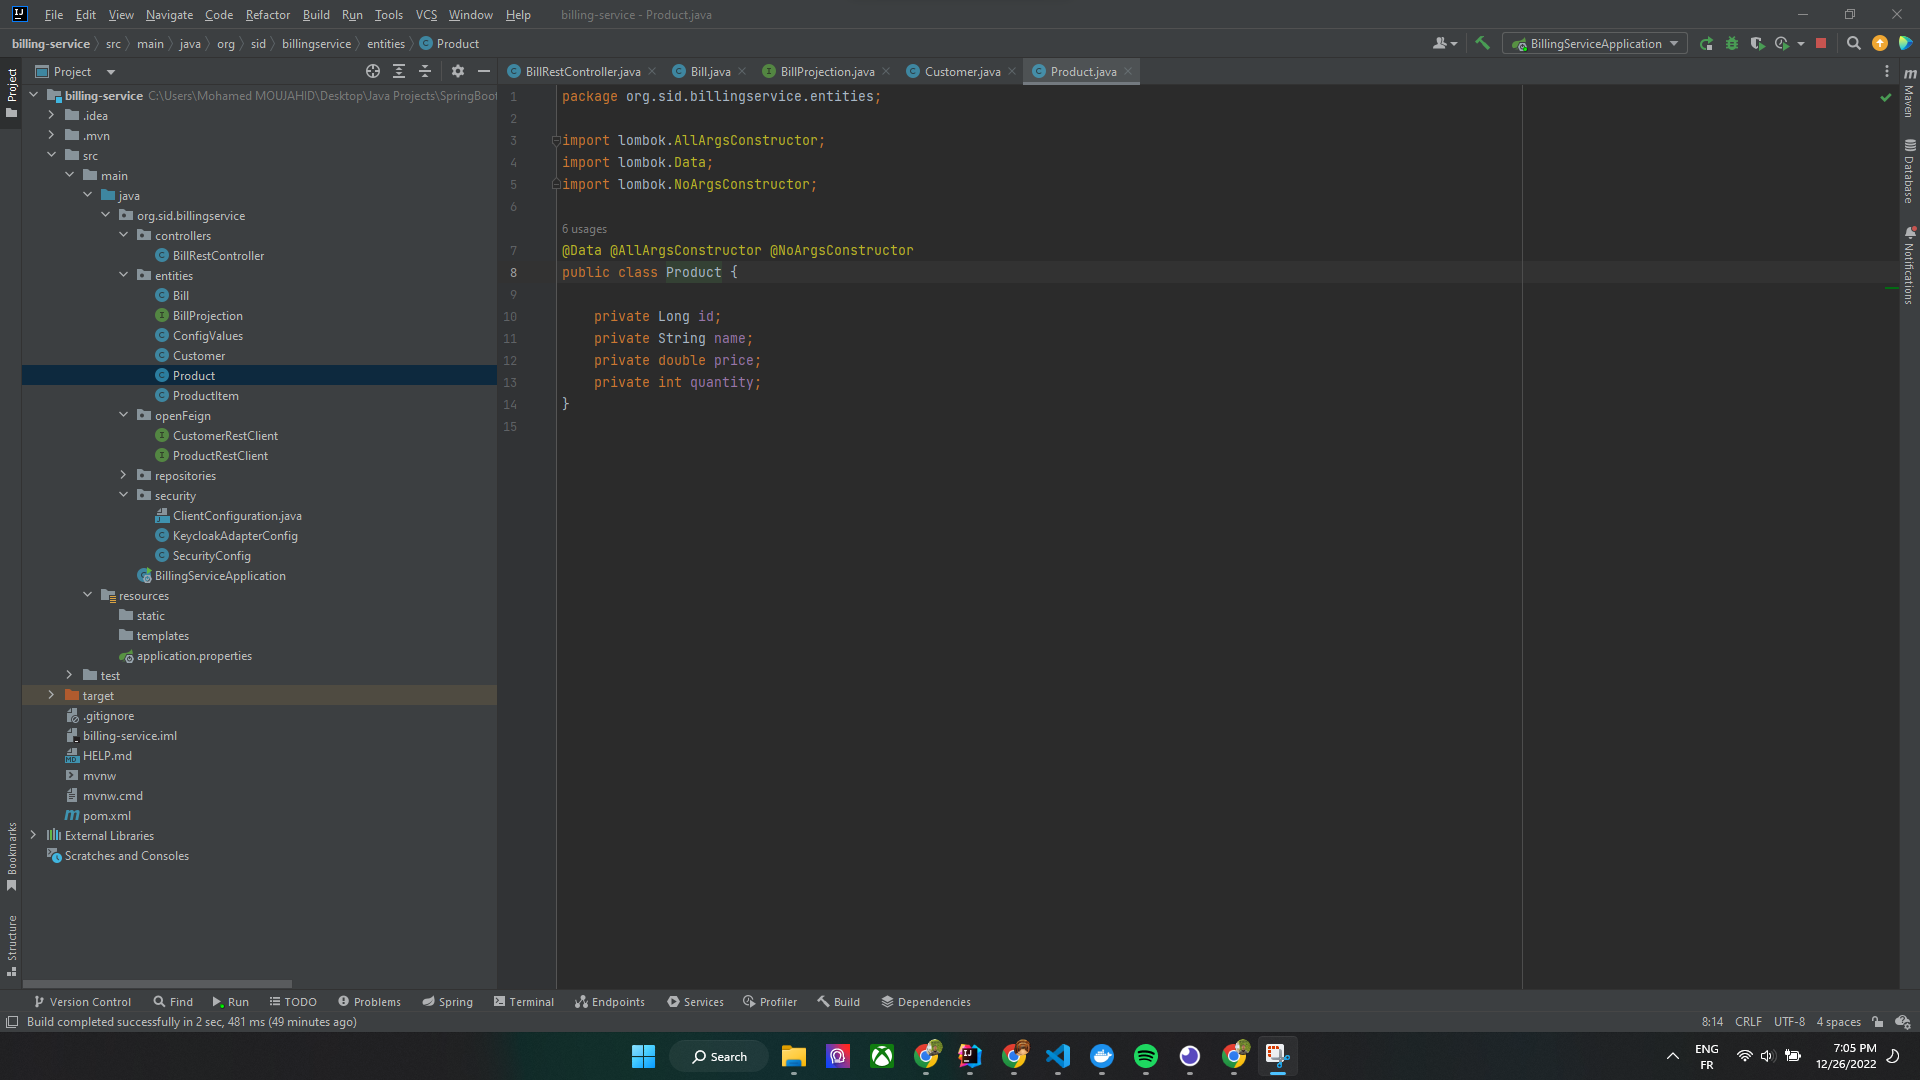 File Edit View Navigate Code Refactor Build Run Tools VCS Window Help billing-service - Product.java
billing-service src main java org sid billingservice entities Product BillingServiceApplication
Project
BillRestController.java Bill.java BillProjection.java Customer.java Product.java
Project
billing-service C:\Users\Mohamed MOUJAHID\Desktop\Java Projects\SpringBoot
.idea
.mvn
src
main
java
org.sid.billingservice
controllers
BillRestController
entities
Bill
BillProjection
ConfigValues
Customer
Product
ProductItem
openFeign
CustomerRestClient
ProductRestClient
repositories
security
ClientConfiguration.java
KeycloakAdapterConfig
SecurityConfig
BillingServiceApplication
resources
static
templates
application.properties
test
target
.gitignore
billing-service.iml
HELP.md
mvnw
mvnw.cmd
pom.xml
External Libraries
Scratches and Consoles
Bookmarks
Structure
1 package org.sid.billingservice.entities;
2
3 import lombok.AllArgsConstructor;
4 import lombok.Data;
5 import lombok.NoArgsConstructor;
6
6 usages
7 @Data @AllArgsConstructor @NoArgsConstructor
8 public class Product {
9
10 private Long id;
11 private String name;
12 private double price;
13 private int quantity;
14 }
15
Maven
Database
Notifications
Version Control Find Run TODO Problems Spring Terminal Endpoints Services Profiler Build Dependencies
Build completed successfully in 2 sec, 481 ms (49 minutes ago) 8:14 CRLF UTF-8 4 spaces
Search
ENG
FR
7:05 PM
12/26/2022